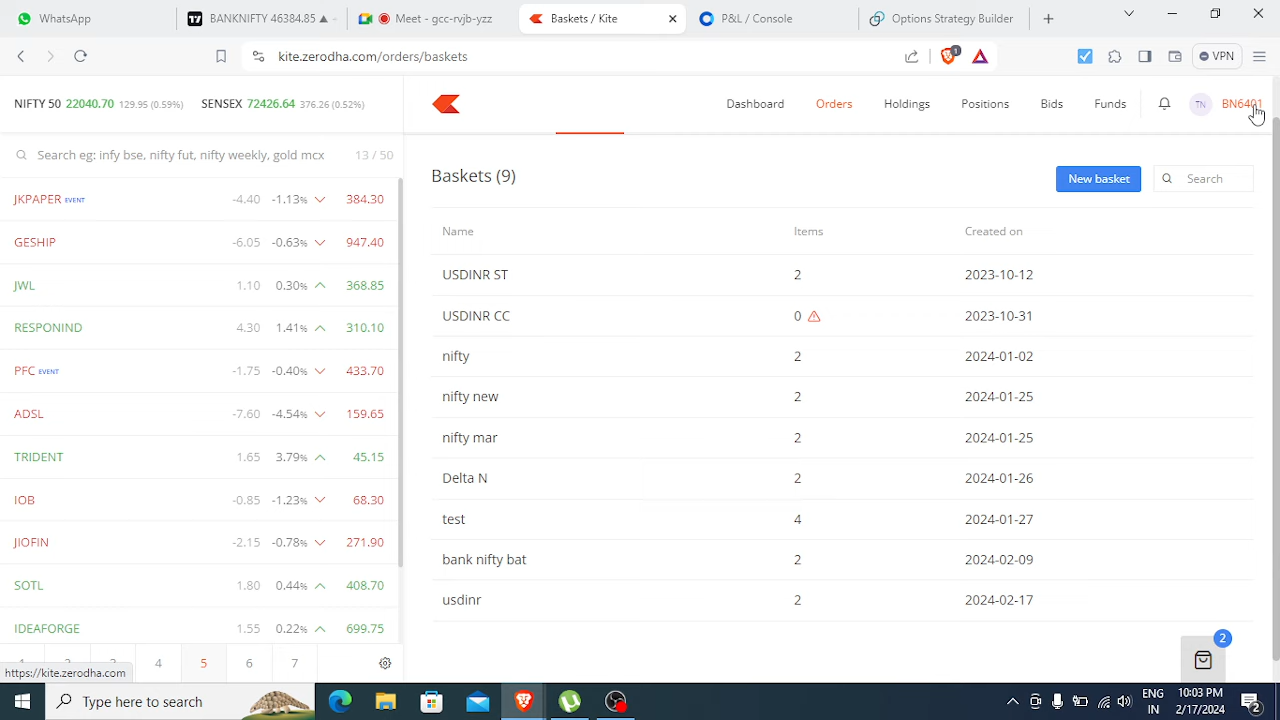 WhatsApp
17 BANKNIFTY 46384.85 ▲
Meet - gcc-rvjb-yzz
Baskets / Kite
P&L / Console
Options Strategy Builder
kite.zerodha.com/orders/baskets
1
VPN
NIFTY 50 22040.70 129.95 (0.59%) SENSEX 72426.64 376.26 (0.52%)
Dashboard Orders Holdings Positions Bids Funds TN BN6401
Search eg: infy bse, nifty fut, nifty weekly, gold mcx 13 / 50
JKPAPER EVENT -4.40 -1.13% 384.30
GESHIP -6.05 -0.63% 947.40
JWL 1.10 0.30% 368.85
RESPONIND 4.30 1.41% 310.10
PFC EVENT -1.75 -0.40% 433.70
ADSL -7.60 -4.54% 159.65
TRIDENT 1.65 3.79% 45.15
IOB -0.85 -1.23% 68.30
JIOFIN -2.15 -0.78% 271.90
SOTL 1.80 0.44% 408.70
IDEAFORGE 1.55 0.22% 699.75
4 5 6 7
https://kite.zerodha.com
Baskets (9)
New basket
Search
Name Items Created on
USDINR ST 2 2023-10-12
USDINR CC 0 2023-10-31
nifty 2 2024-01-02
nifty new 2 2024-01-25
nifty mar 2 2024-01-25
Delta N 2 2024-01-26
test 4 2024-01-27
bank nifty bat 2 2024-02-09
usdinr 2 2024-02-17
2
Type here to search
ENG
IN
10:03 PM
2/17/2024
2